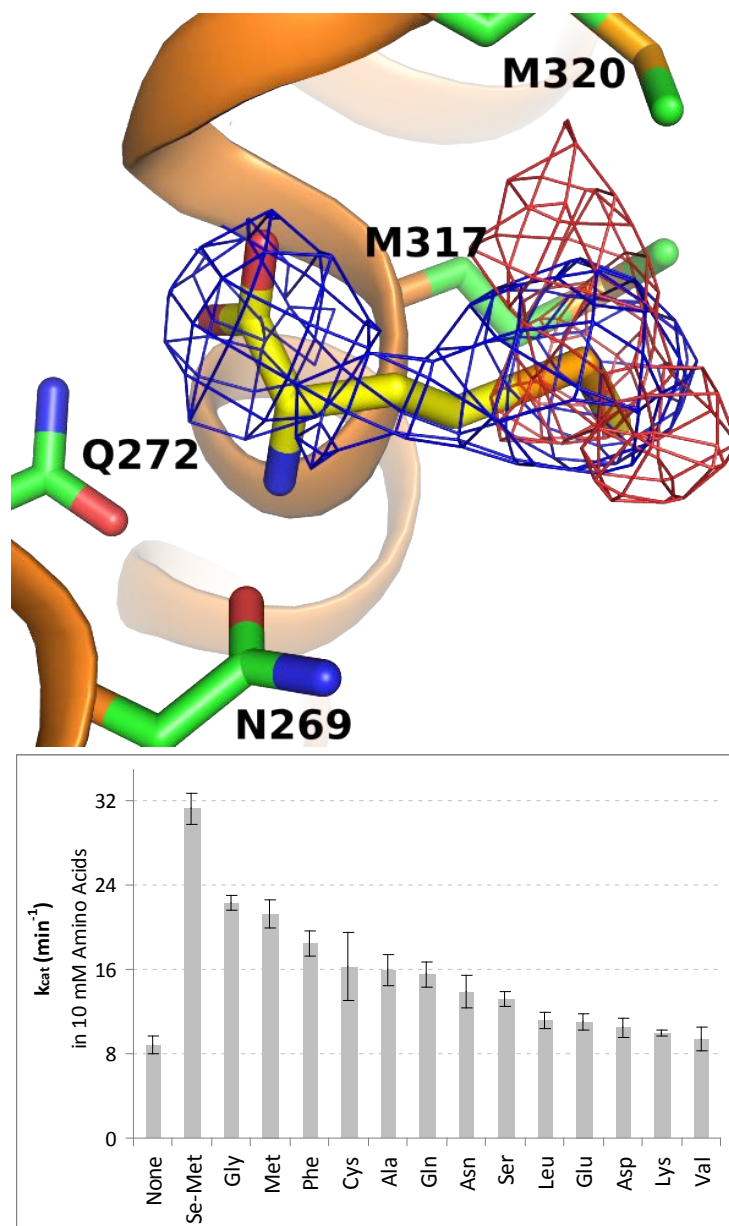 M320
M317
Q272
N269
k_cat (min⁻¹)
in 10 mM Amino Acids
32
24
16
8
0
None
Se-Met
Gly
Met
Phe
Cys
Ala
Gln
Asn
Ser
Leu
Glu
Asp
Lys
Val